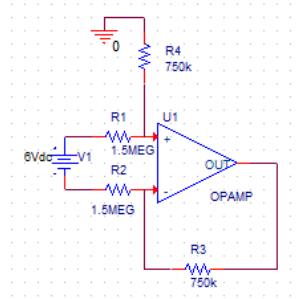 0
R4
750k
R1
1.5MEG
U1
+
OUT
-
OPAMP
6Vdc
V1
R2
1.5MEG
R3
750k